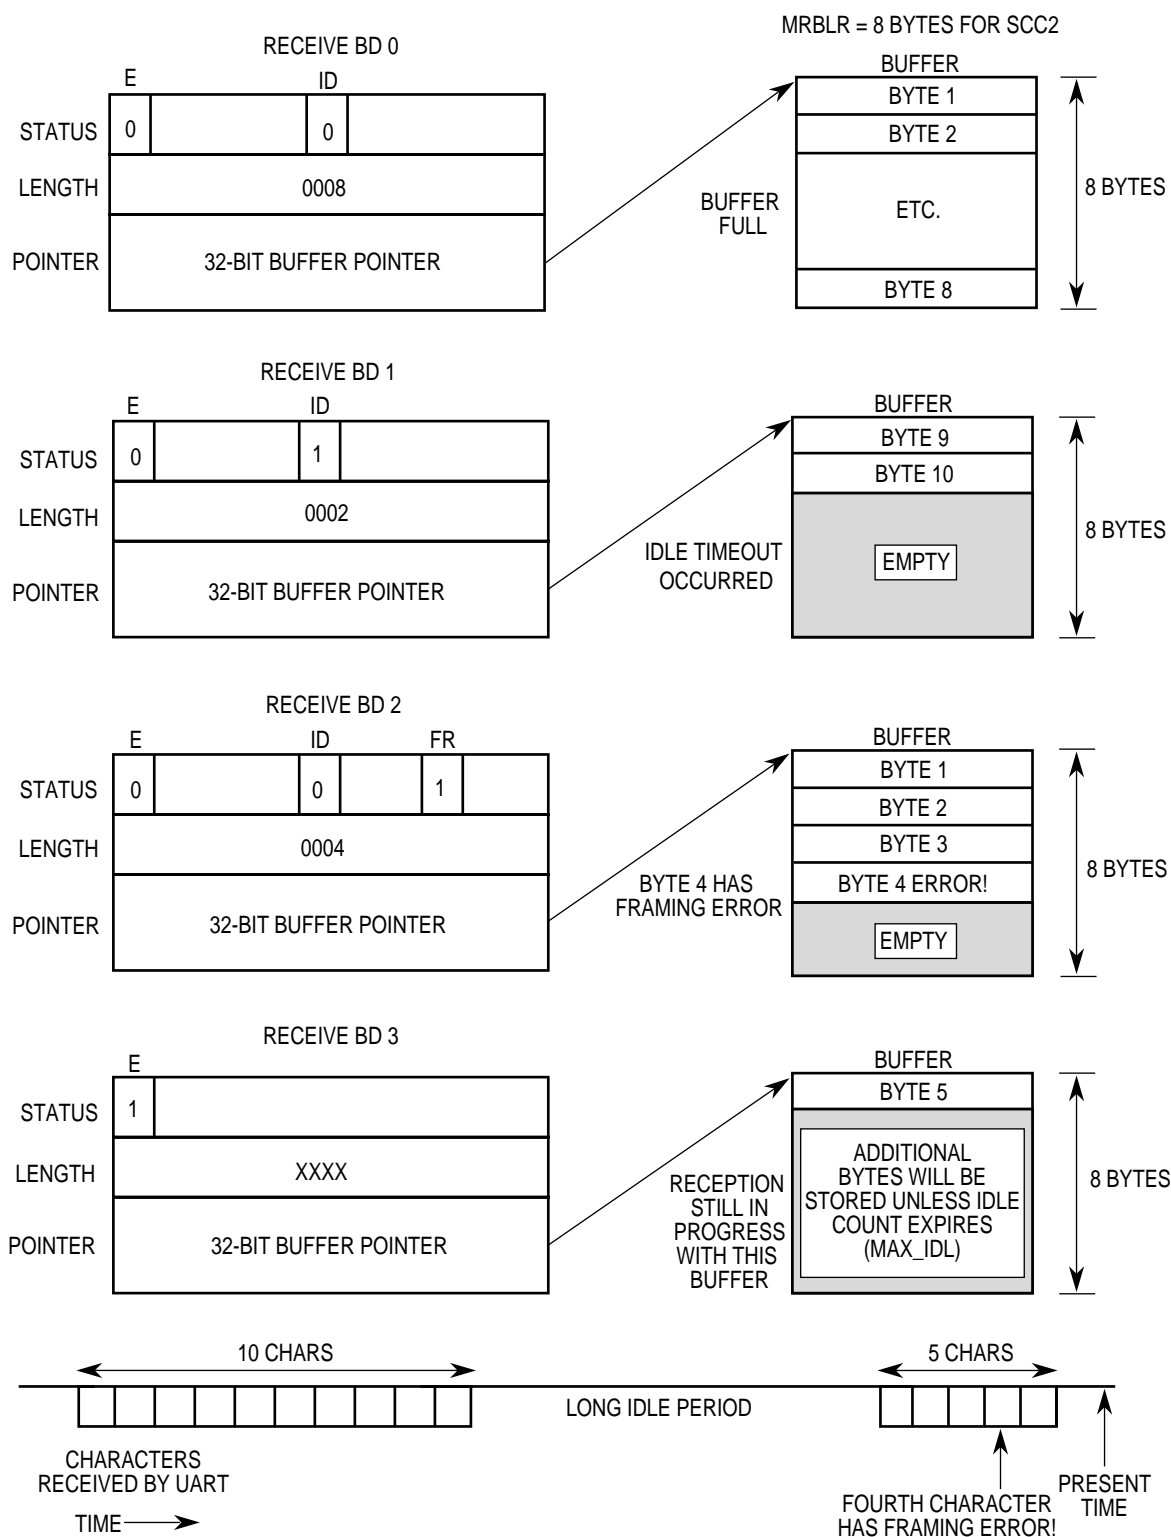 MRBLR = 8 BYTES FOR SCC2
RECEIVE BD 0
E
ID
STATUS
0
0
LENGTH
0008
POINTER
32-BIT BUFFER POINTER
BUFFER
FULL
BUFFER
BYTE 1
BYTE 2
ETC.
BYTE 8
8 BYTES
RECEIVE BD 1
E
ID
STATUS
0
1
LENGTH
0002
POINTER
32-BIT BUFFER POINTER
IDLE TIMEOUT
OCCURRED
BUFFER
BYTE 9
BYTE 10
EMPTY
8 BYTES
RECEIVE BD 2
E
ID
FR
STATUS
0
0
1
LENGTH
0004
POINTER
32-BIT BUFFER POINTER
BYTE 4 HAS
FRAMING ERROR
BUFFER
BYTE 1
BYTE 2
BYTE 3
BYTE 4 ERROR!
EMPTY
8 BYTES
RECEIVE BD 3
E
STATUS
1
LENGTH
XXXX
POINTER
32-BIT BUFFER POINTER
RECEPTION
STILL IN
PROGRESS
WITH THIS
BUFFER
BUFFER
BYTE 5
ADDITIONAL
BYTES WILL BE
STORED UNLESS IDLE
COUNT EXPIRES
(MAX_IDL)
8 BYTES
10 CHARS
5 CHARS
LONG IDLE PERIOD
CHARACTERS
RECEIVED BY UART
TIME
FOURTH CHARACTER
HAS FRAMING ERROR!
PRESENT
TIME